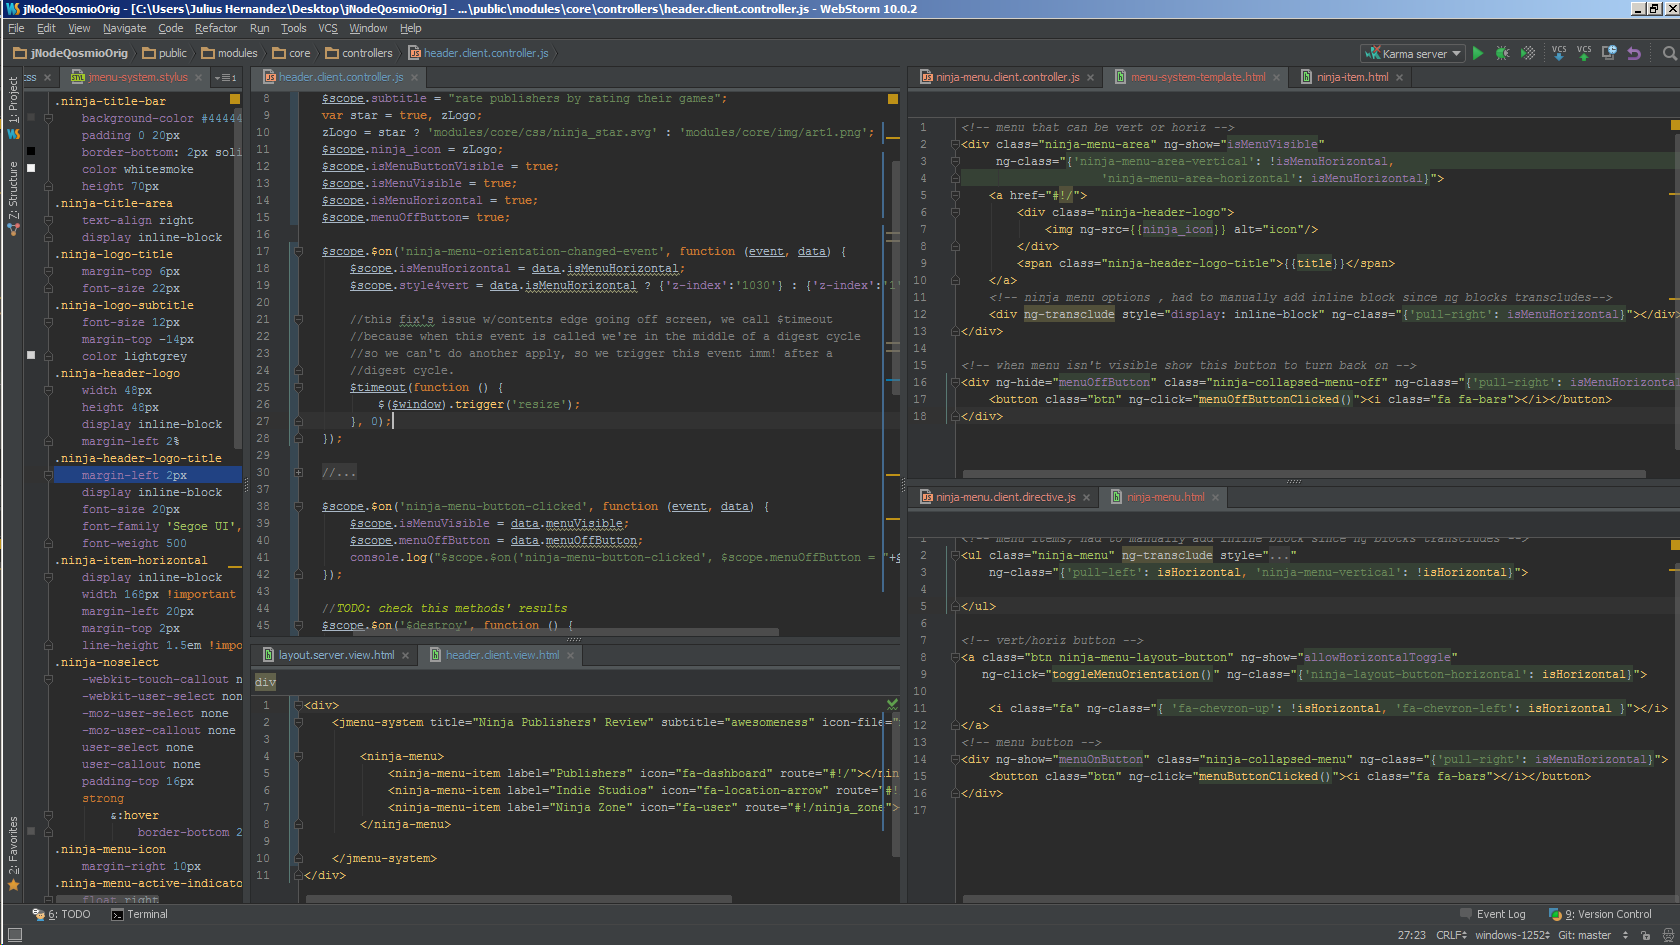 jNodeQosmioOrig - [C:\Users\Julius Hernandez\Desktop\jNodeQosmioOrig] - ...\public\modules\core\controllers\header.client.controller.js - WebStorm 10.0.2
File Edit View Navigate Code Refactor Run Tools VCS Window Help
jNodeQosmioOrig public modules core controllers header.client.controller.js
Karma server
VCS VCS
1: Project
Z: Structure
2: Favorites
css jmenu-system.stylus
.ninja-title-bar
background-color #44444
padding 0 20px
border-bottom: 2px soli
color whitesmoke
height 70px
.ninja-title-area
text-align right
display inline-block
.ninja-logo-title
margin-top 6px
font-size 22px
.ninja-logo-subtitle
font-size 12px
margin-top -14px
color lightgrey
.ninja-header-logo
width 48px
height 48px
display inline-block
margin-left 2%
.ninja-header-logo-title
margin-left 2px
display inline-block
font-size 20px
font-family 'Segoe UI',
font-weight 500
.ninja-item-horizontal
display inline-block
width 168px !important
margin-left 20px
margin-top 2px
line-height 1.5em !impo
.ninja-noselect
-webkit-touch-callout n
-webkit-user-select non
-moz-user-select none
-moz-user-callout none
user-select none
user-callout none
padding-top 16px
strong
&:hover
border-bottom 2
.ninja-menu-icon
margin-right 10px
.ninja-menu-active-indicato
float right
header.client.controller.js
8 $scope.subtitle = "rate publishers by rating their games";
9 var star = true, zLogo;
10 zLogo = star ? 'modules/core/css/ninja_star.svg' : 'modules/core/img/art1.png';
11 $scope.ninja_icon = zLogo;
12 $scope.isMenuButtonVisible = true;
13 $scope.isMenuVisible = true;
14 $scope.isMenuHorizontal = true;
15 $scope.menuOffButton= true;
16
17 $scope.$on('ninja-menu-orientation-changed-event', function (event, data) {
18 $scope.isMenuHorizontal = data.isMenuHorizontal;
19 $scope.style4vert = data.isMenuHorizontal ? {'z-index':'1030'} : {'z-index':'1'
20
21 //this fix's issue w/contents edge going off screen, we call $timeout
22 //because when this event is called we're in the middle of a digest cycle
23 //so we can't do another apply, so we trigger this event imm! after a
24 //digest cycle.
25 $timeout(function () {
26 $($window).trigger('resize');
27 }, 0);
28 });
29
30 //...
37
38 $scope.$on('ninja-menu-button-clicked', function (event, data) {
39 $scope.isMenuVisible = data.menuVisible;
40 $scope.menuOffButton = data.menuOffButton;
41 console.log("$scope.$on('ninja-menu-button-clicked', $scope.menuOffButton = "+$
42 });
43
44 //TODO: check this methods' results
45 $scope.$on('$destroy', function () {
layout.server.view.html header.client.view.html
div
1 <div>
2 <jmenu-system title="Ninja Publishers' Review" subtitle="awesomeness" icon-file="
3
4 <ninja-menu>
5 <ninja-menu-item label="Publishers" icon="fa-dashboard" route="#!/"></nin
6 <ninja-menu-item label="Indie Studios" icon="fa-location-arrow" route="#!
7 <ninja-menu-item label="Ninja Zone" icon="fa-user" route="#!/ninja_zone">
8 </ninja-menu>
9
10 </jmenu-system>
11 </div>
ninja-menu.client.controller.js menu-system-template.html ninja-item.html
1 <!-- menu that can be vert or horiz -->
2 <div class="ninja-menu-area" ng-show="isMenuVisible"
3 ng-class="{'ninja-menu-area-vertical': !isMenuHorizontal,
4 'ninja-menu-area-horizontal': isMenuHorizontal}">
5 <a href="#!/">
6 <div class="ninja-header-logo">
7 <img ng-src={{ninja_icon}} alt="icon"/>
8 </div>
9 <span class="ninja-header-logo-title">{{title}}</span>
10 </a>
11 <!-- ninja menu options , had to manually add inline block since ng blocks transcludes-->
12 <div ng-transclude style="display: inline-block" ng-class="{'pull-right': isMenuHorizontal}"></div>
13 </div>
14
15 <!-- when menu isn't visible show this button to turn back on -->
16 <div ng-hide="menuOffButton" class="ninja-collapsed-menu-off" ng-class="{'pull-right': isMenuHorizontal
17 <button class="btn" ng-click="menuOffButtonClicked()"><i class="fa fa-bars"></i></button>
18 </div>
ninja-menu.client.directive.js ninja-menu.html
1 <!-- menu items, had to manually add inline block since ng blocks transcludes -->
2 <ul class="ninja-menu" ng-transclude style="..."
3 ng-class="{'pull-left': isHorizontal, 'ninja-menu-vertical': !isHorizontal}">
4
5 </ul>
6
7 <!-- vert/horiz button -->
8 <a class="btn ninja-menu-layout-button" ng-show="allowHorizontalToggle"
9 ng-click="toggleMenuOrientation()" ng-class="{'ninja-layout-button-horizontal': isHorizontal}">
10
11 <i class="fa" ng-class="{ 'fa-chevron-up': !isHorizontal, 'fa-chevron-left': isHorizontal }"></i>
12 </a>
13 <!-- menu button -->
14 <div ng-show="menuOnButton" class="ninja-collapsed-menu" ng-class="{'pull-right': isMenuHorizontal}">
15 <button class="btn" ng-click="menuButtonClicked()"><i class="fa fa-bars"></i></button>
16 </div>
17
6: TODO Terminal Event Log 9: Version Control
27:23 CRLF windows-1252 Git: master